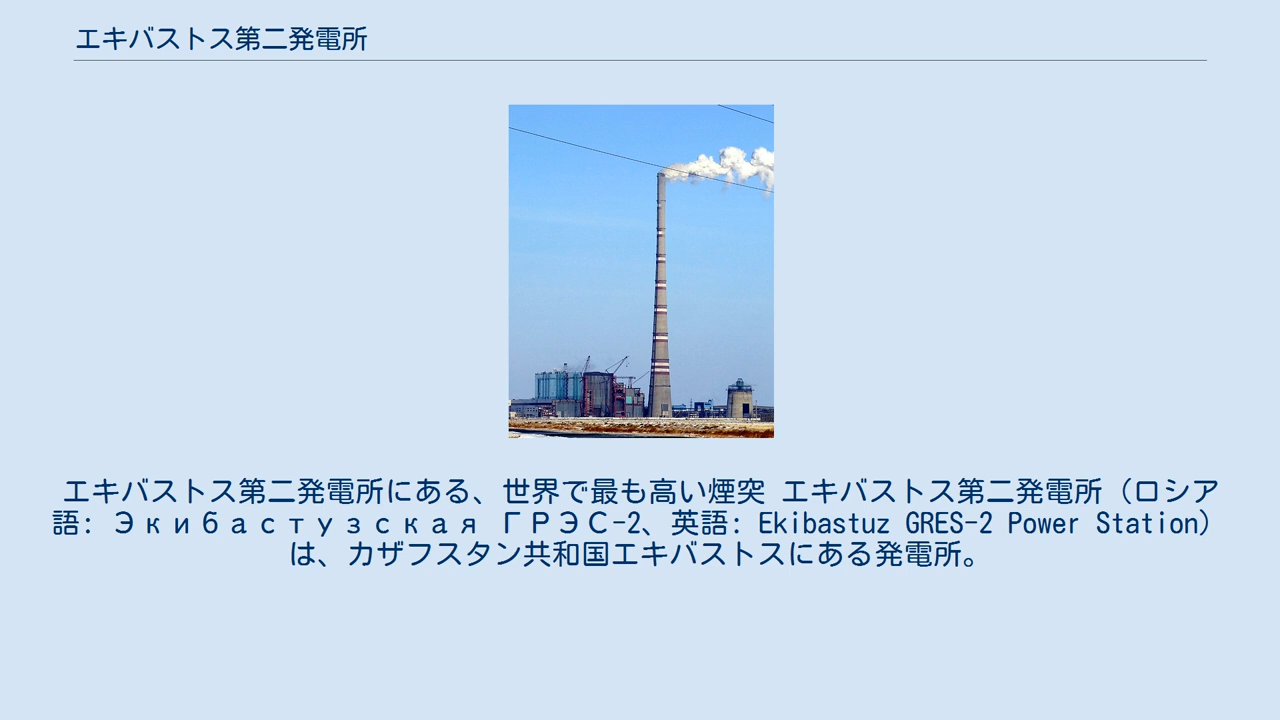 エキバストス第二発電所
エキバストス第二発電所にある、世界で最も高い煙突 エキバストス第二発電所（ロシア
語: Экибастузская ГРЭС-2、英語: Ekibastuz GRES-2 Power Station）
は、カザフスタン共和国エキバストスにある発電所。